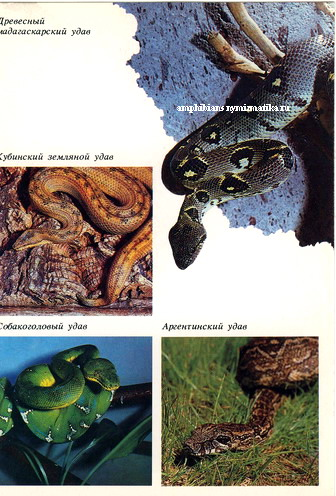 Древесный
мадагаскарский удав
amphibians.nymizmatika.ru
Кубинский земляной удав
Собакоголовый удав
Аргентинский удав